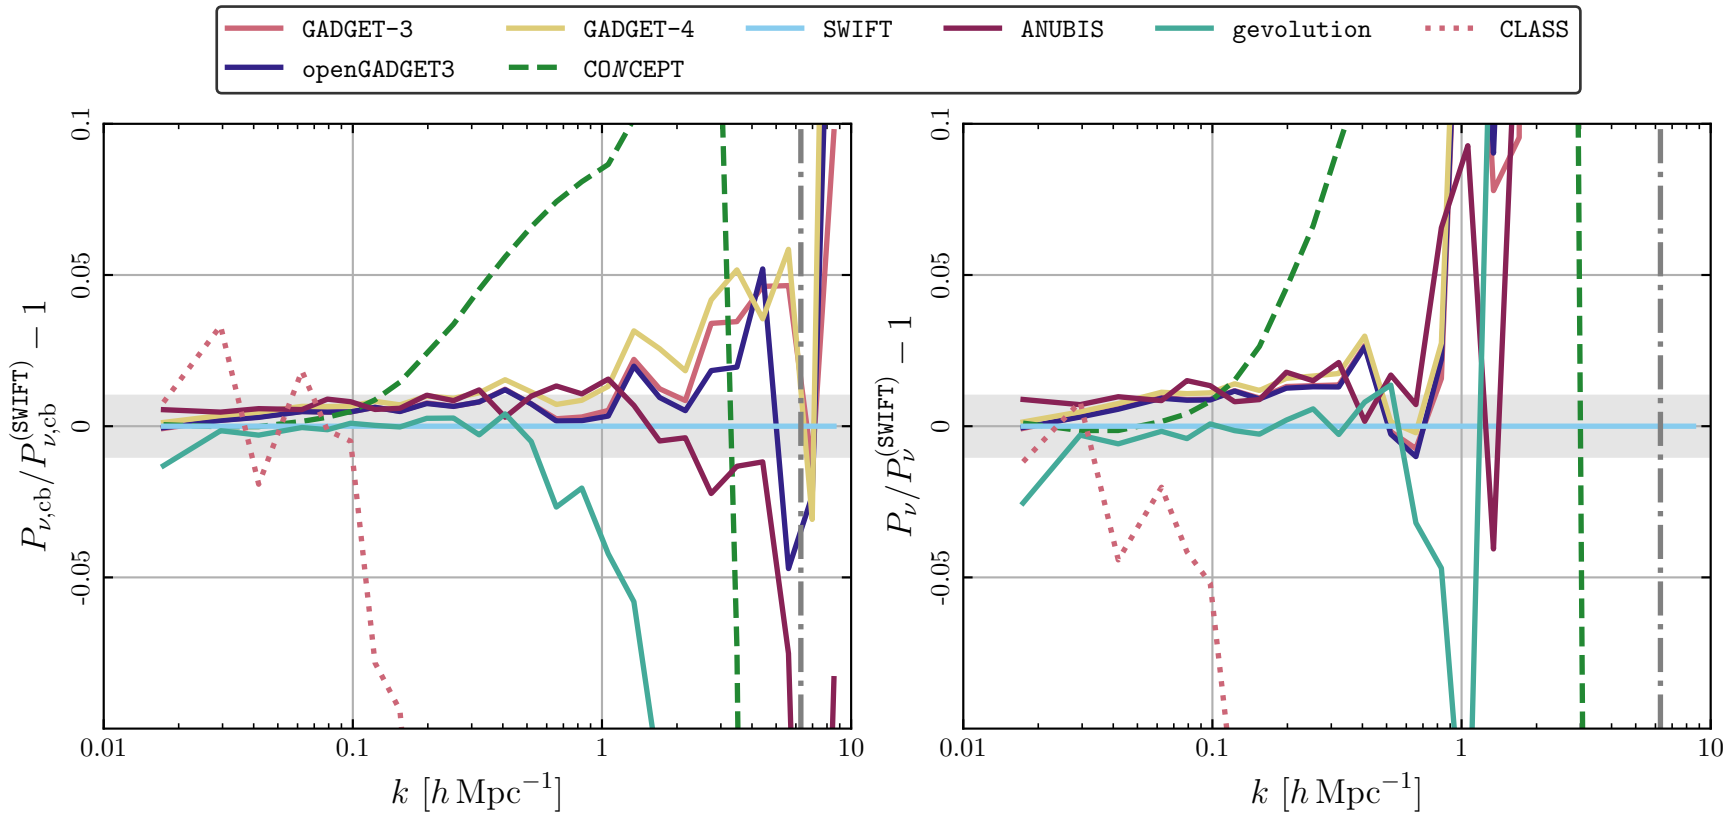 GADGET-3 GADGET-4 SWIFT ANUBIS gevolution CLASS
openGADGET3 CONCEPT
P_{ν,cb}/P_{ν,cb}^{(SWIFT)} − 1
0.1
0.05
0
-0.05
0.01 0.1 1 10
k [h Mpc⁻¹]
P_ν/P_ν^{(SWIFT)} − 1
0.1
0.05
0
-0.05
0.01 0.1 1 10
k [h Mpc⁻¹]